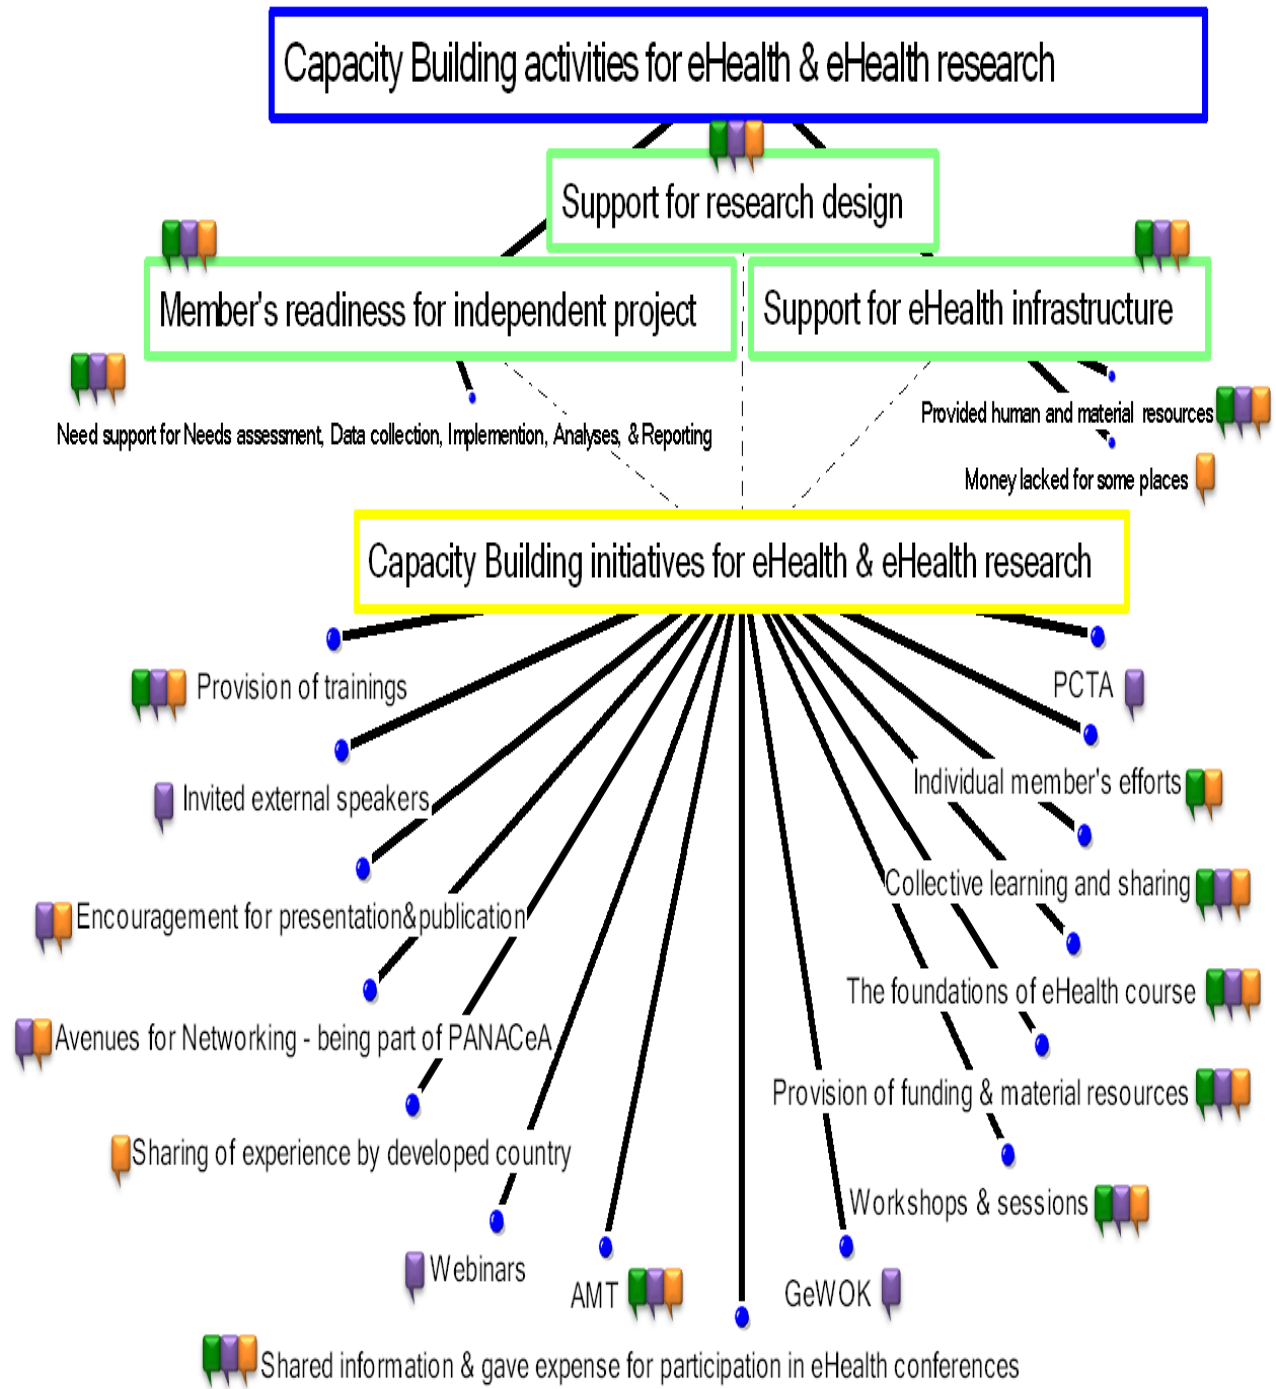 Capacity Building activities for eHealth & eHealth research
Support for research design
Member's readiness for independent project
Support for eHealth infrastructure
Need support for Needs assessment, Data collection, Implemention, Analyses, & Reporting
Provided human and material resources
Money lacked for some places
Capacity Building initiatives for eHealth & eHealth research
Provision of trainings
PCTA
Invited external speakers
Individual member's efforts
Encouragement for presentation&publication
Collective learning and sharing
Avenues for Networking - being part of PANACeA
The foundations of eHealth course
Sharing of experience by developed country
Provision of funding & material resources
Webinars
Workshops & sessions
AMT
GeWOK
Shared information & gave expense for participation in eHealth conferences